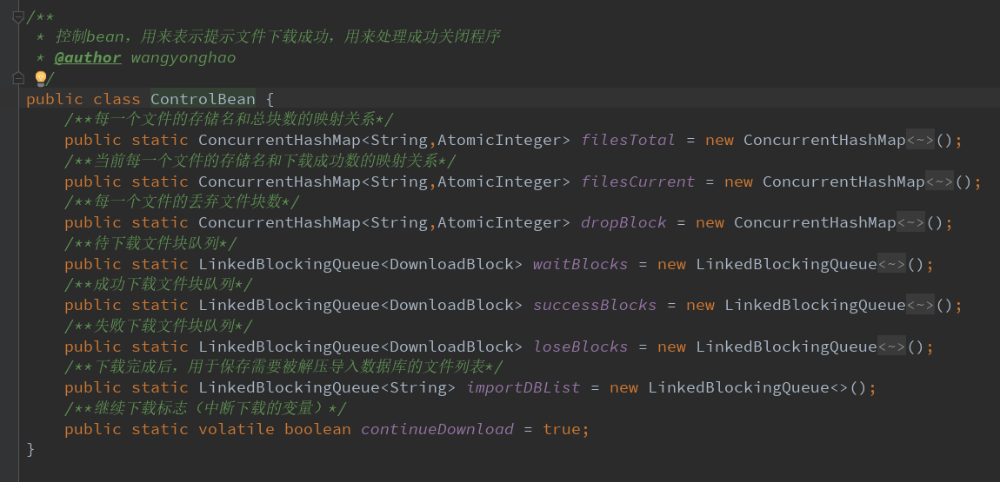 /**
 * 控制bean，用来表示提示文件下载成功，用来处理成功关闭程序
 * @author wangyonghao
 */
public class ControlBean {
    /**每一个文件的存储名和总块数的映射关系*/
    public static ConcurrentHashMap<String,AtomicInteger> filesTotal = new ConcurrentHashMap<~>();
    /**当前每一个文件的存储名和下载成功数的映射关系*/
    public static ConcurrentHashMap<String,AtomicInteger> filesCurrent = new ConcurrentHashMap<~>();
    /**每一个文件的丢弃文件块数*/
    public static ConcurrentHashMap<String,AtomicInteger> dropBlock = new ConcurrentHashMap<~>();
    /**待下载文件块队列*/
    public static LinkedBlockingQueue<DownloadBlock> waitBlocks = new LinkedBlockingQueue<~>();
    /**成功下载文件块队列*/
    public static LinkedBlockingQueue<DownloadBlock> successBlocks = new LinkedBlockingQueue<~>();
    /**失败下载文件块队列*/
    public static LinkedBlockingQueue<DownloadBlock> loseBlocks = new LinkedBlockingQueue<~>();
    /**下载完成后，用于保存需要被解压导入数据库的文件列表*/
    public static LinkedBlockingQueue<String> importDBList = new LinkedBlockingQueue<>();
    /**继续下载标志（中断下载的变量）*/
    public static volatile boolean continueDownload = true;
}